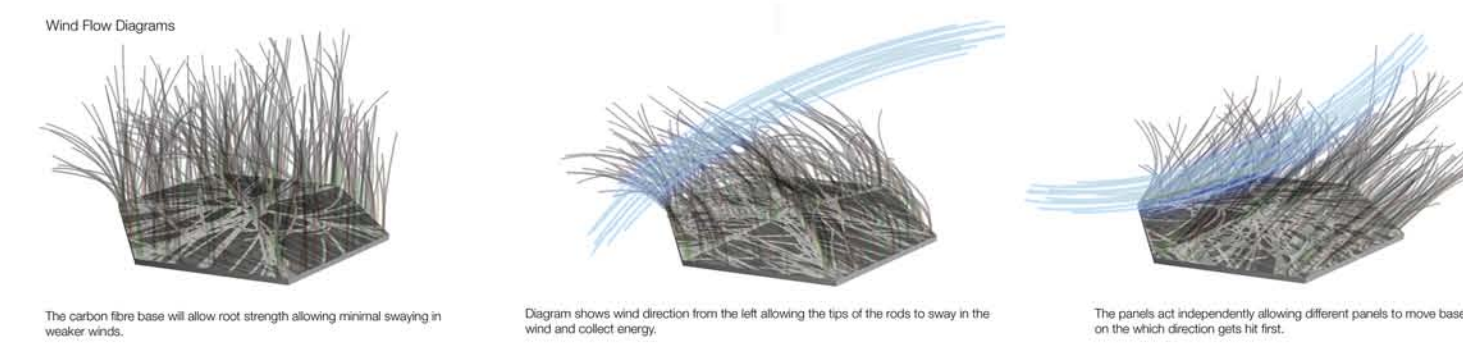 Wind Flow Diagrams
The carbon fibre base will allow root strength allowing minimal swaying in
weaker winds.
Diagram shows wind direction from the left allowing the tips of the rods to sway in the
wind and collect energy.
The panels act independently allowing different panels to move base
on the which direction gets hit first.